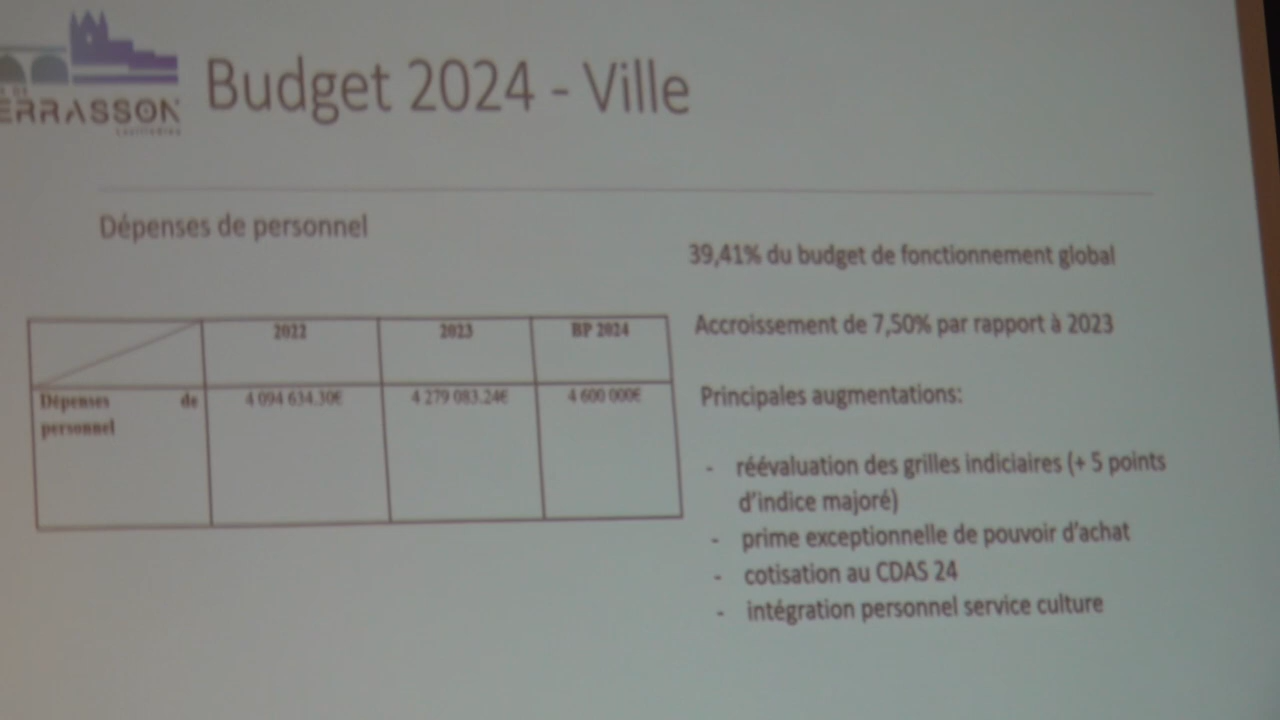 ERRASSON
Budget 2024 - Ville
Dépenses de personnel
39,41% du budget de fonctionnement global
Accroissement de 7,50% par rapport à 2023
Principales augmentations:
- réévaluation des grilles indiciaires (+ 5 points
d'indice majoré)
- prime exceptionnelle de pouvoir d'achat
- cotisation au CDAS 24
- intégration personnel service culture
2022 2023 BP 2024
Dépenses de 4 094 634.30€ 4 279 083.24€ 4 600 000€
personnel